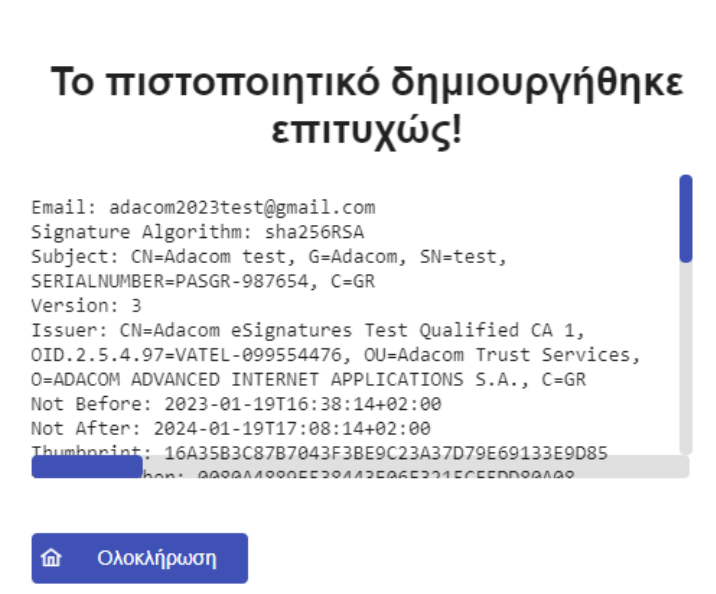 Το πιστοποιητικό δημιουργήθηκε
επιτυχώς!
Email: adacom2023test@gmail.com
Signature Algorithm: sha256RSA
Subject: CN=Adacom test, G=Adacom, SN=test,
SERIALNUMBER=PASGR-987654, C=GR
Version: 3
Issuer: CN=Adacom eSignatures Test Qualified CA 1,
OID.2.5.4.97=VATEL-099554476, OU=Adacom Trust Services,
O=ADACOM ADVANCED INTERNET APPLICATIONS S.A., C=GR
Not Before: 2023-01-19T16:38:14+02:00
Not After: 2024-01-19T17:08:14+02:00
Thumbprint: 16A35B3C87B7043F3BE9C23A37D79E69133E9D85
Ολοκλήρωση